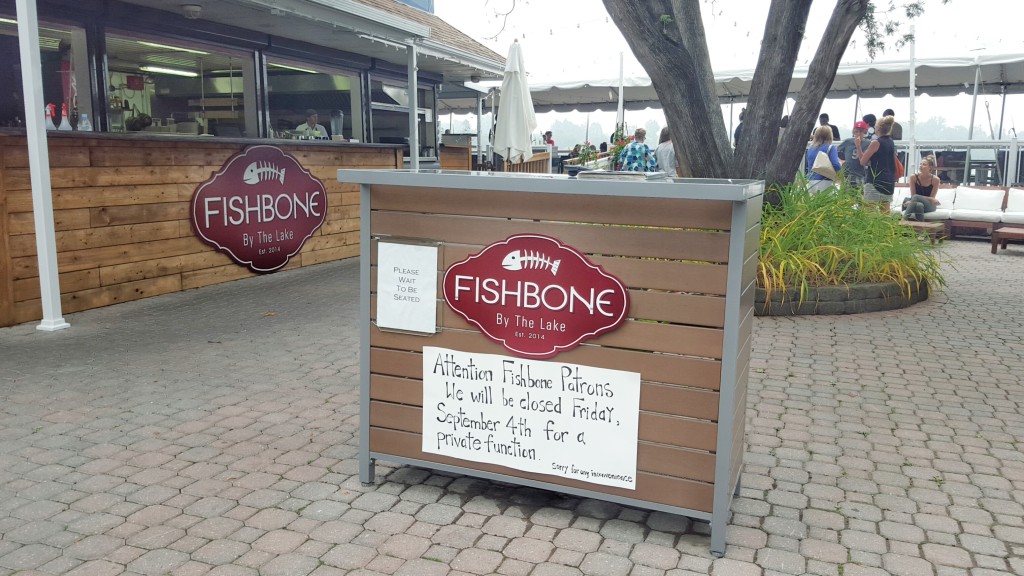 FISHBONE
By The Lake
Est. 2014
PLEASE
WAIT
TO BE
SEATED
FISHBONE
By The Lake
Est. 2014
Attention Fishbone Patrons
We will be closed Friday,
September 4th for a
private function.
Sorry for any inconvenience